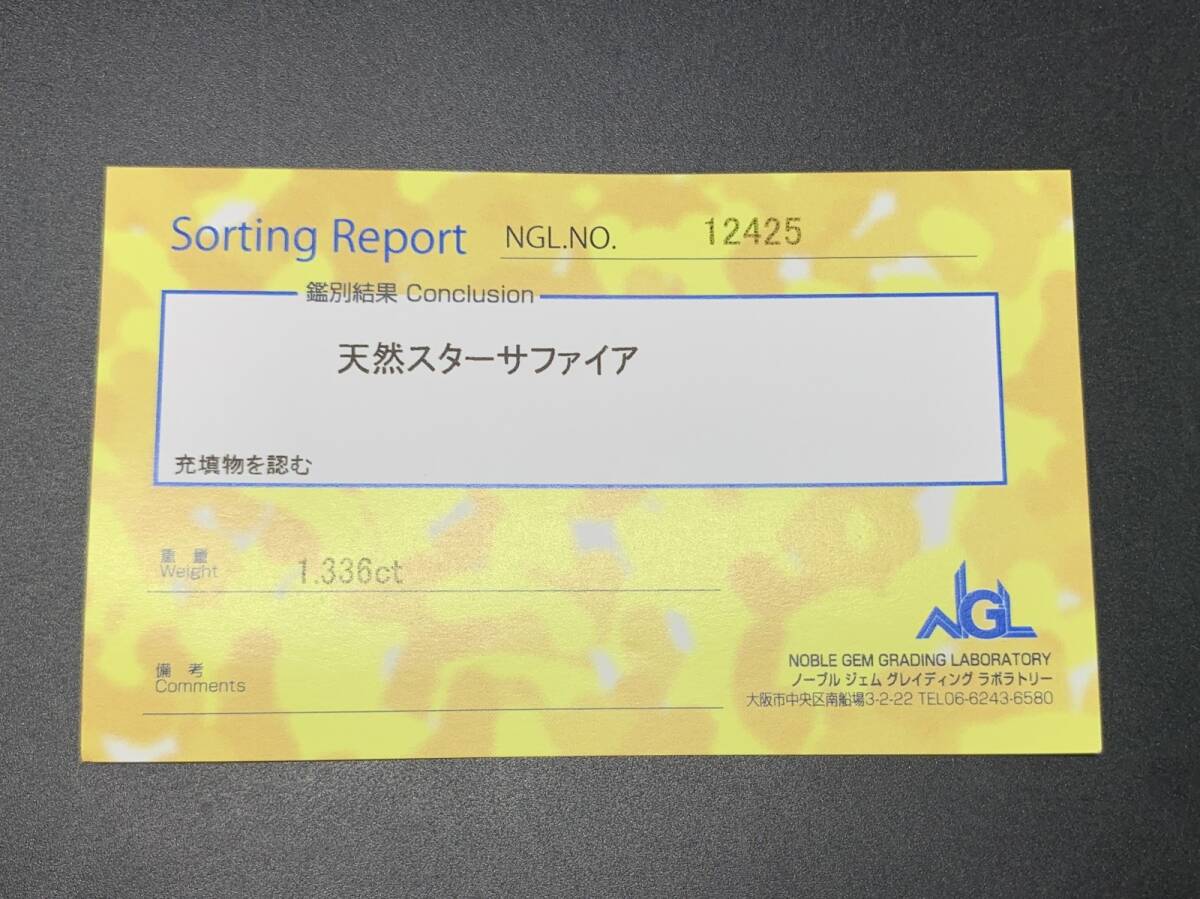 Sorting Report NGL.NO. 12425
鑑別結果 Conclusion
天然スターサファイア
充填物を認む
重量
Weight 1.336ct
備考
Comments
NGL
NOBLE GEM GRADING LABORATORY
ノーブル ジェム グレイディング ラボラトリー
大阪市中央区南船場3-2-22 TEL06-6243-6580